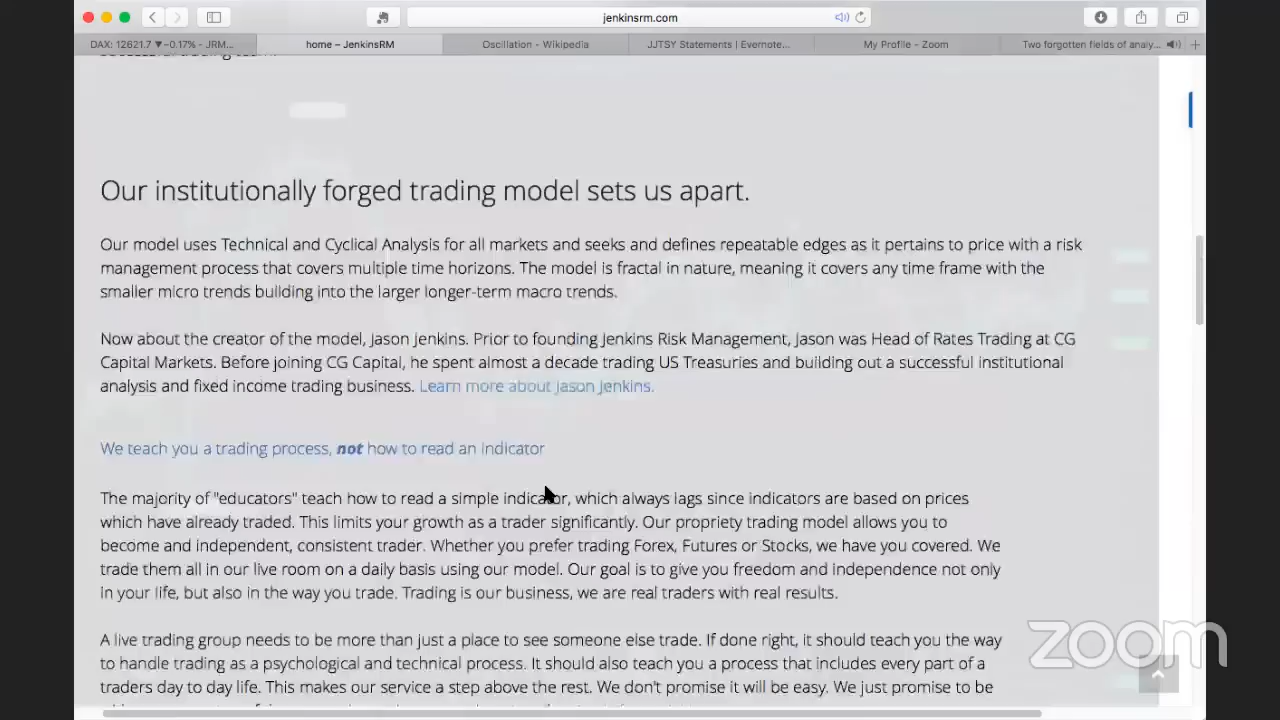 jenkinsrm.com
DAX: 12621.7 ▼-0.17% - JRM...
home – JenkinsRM
Oscillation - Wikipedia
JJTSY Statements | Evernote...
My Profile - Zoom
Two forgotten fields of analy...
Our institutionally forged trading model sets us apart.
Our model uses Technical and Cyclical Analysis for all markets and seeks and defines repeatable edges as it pertains to price with a risk
management process that covers multiple time horizons. The model is fractal in nature, meaning it covers any time frame with the
smaller micro trends building into the larger longer-term macro trends.
Now about the creator of the model, Jason Jenkins. Prior to founding Jenkins Risk Management, Jason was Head of Rates Trading at CG
Capital Markets. Before joining CG Capital, he spent almost a decade trading US Treasuries and building out a successful institutional
analysis and fixed income trading business. Learn more about Jason Jenkins.
We teach you a trading process, not how to read an indicator
The majority of "educators" teach how to read a simple indicator, which always lags since indicators are based on prices
which have already traded. This limits your growth as a trader significantly. Our propriety trading model allows you to
become and independent, consistent trader. Whether you prefer trading Forex, Futures or Stocks, we have you covered. We
trade them all in our live room on a daily basis using our model. Our goal is to give you freedom and independence not only
in your life, but also in the way you trade. Trading is our business, we are real traders with real results.
A live trading group needs to be more than just a place to see someone else trade. If done right, it should teach you the way
to handle trading as a psychological and technical process. It should also teach you a process that includes every part of a
traders day to day life. This makes our service a step above the rest. We don't promise it will be easy. We just promise to be
zoom